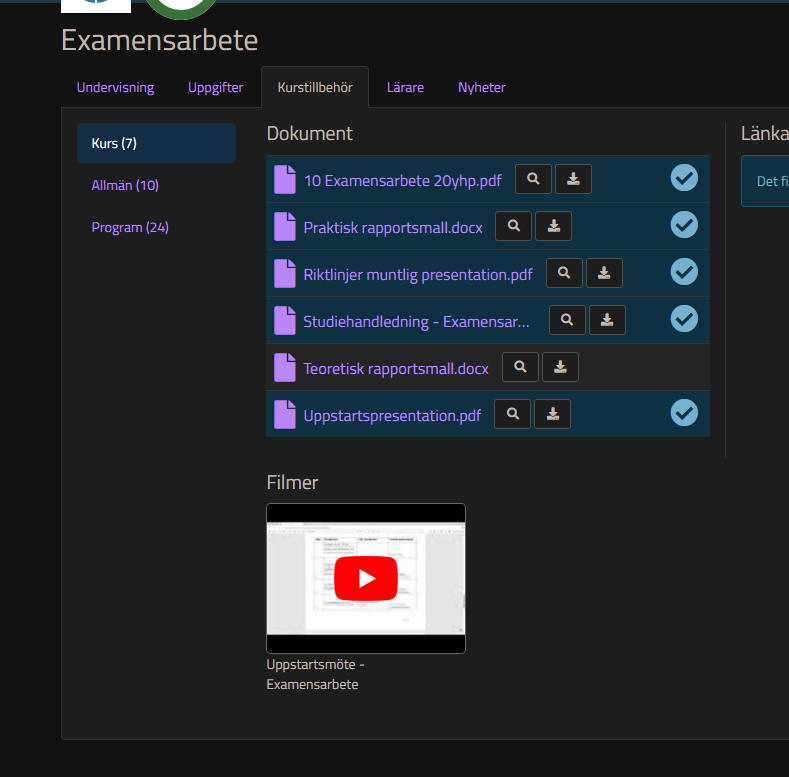 Examensarbete
Undervisning Uppgifter Kurstillbehör Lärare Nyheter
Kurs (7)
Allmän (10)
Program (24)
Dokument
10 Examensarbete 20yhp.pdf
Praktisk rapportsmall.docx
Riktlinjer muntlig presentation.pdf
Studiehandledning - Examensar...
Teoretisk rapportsmall.docx
Uppstartspresentation.pdf
Filmer
Uppstartsmöte -
Examensarbete
Länka
Det fi